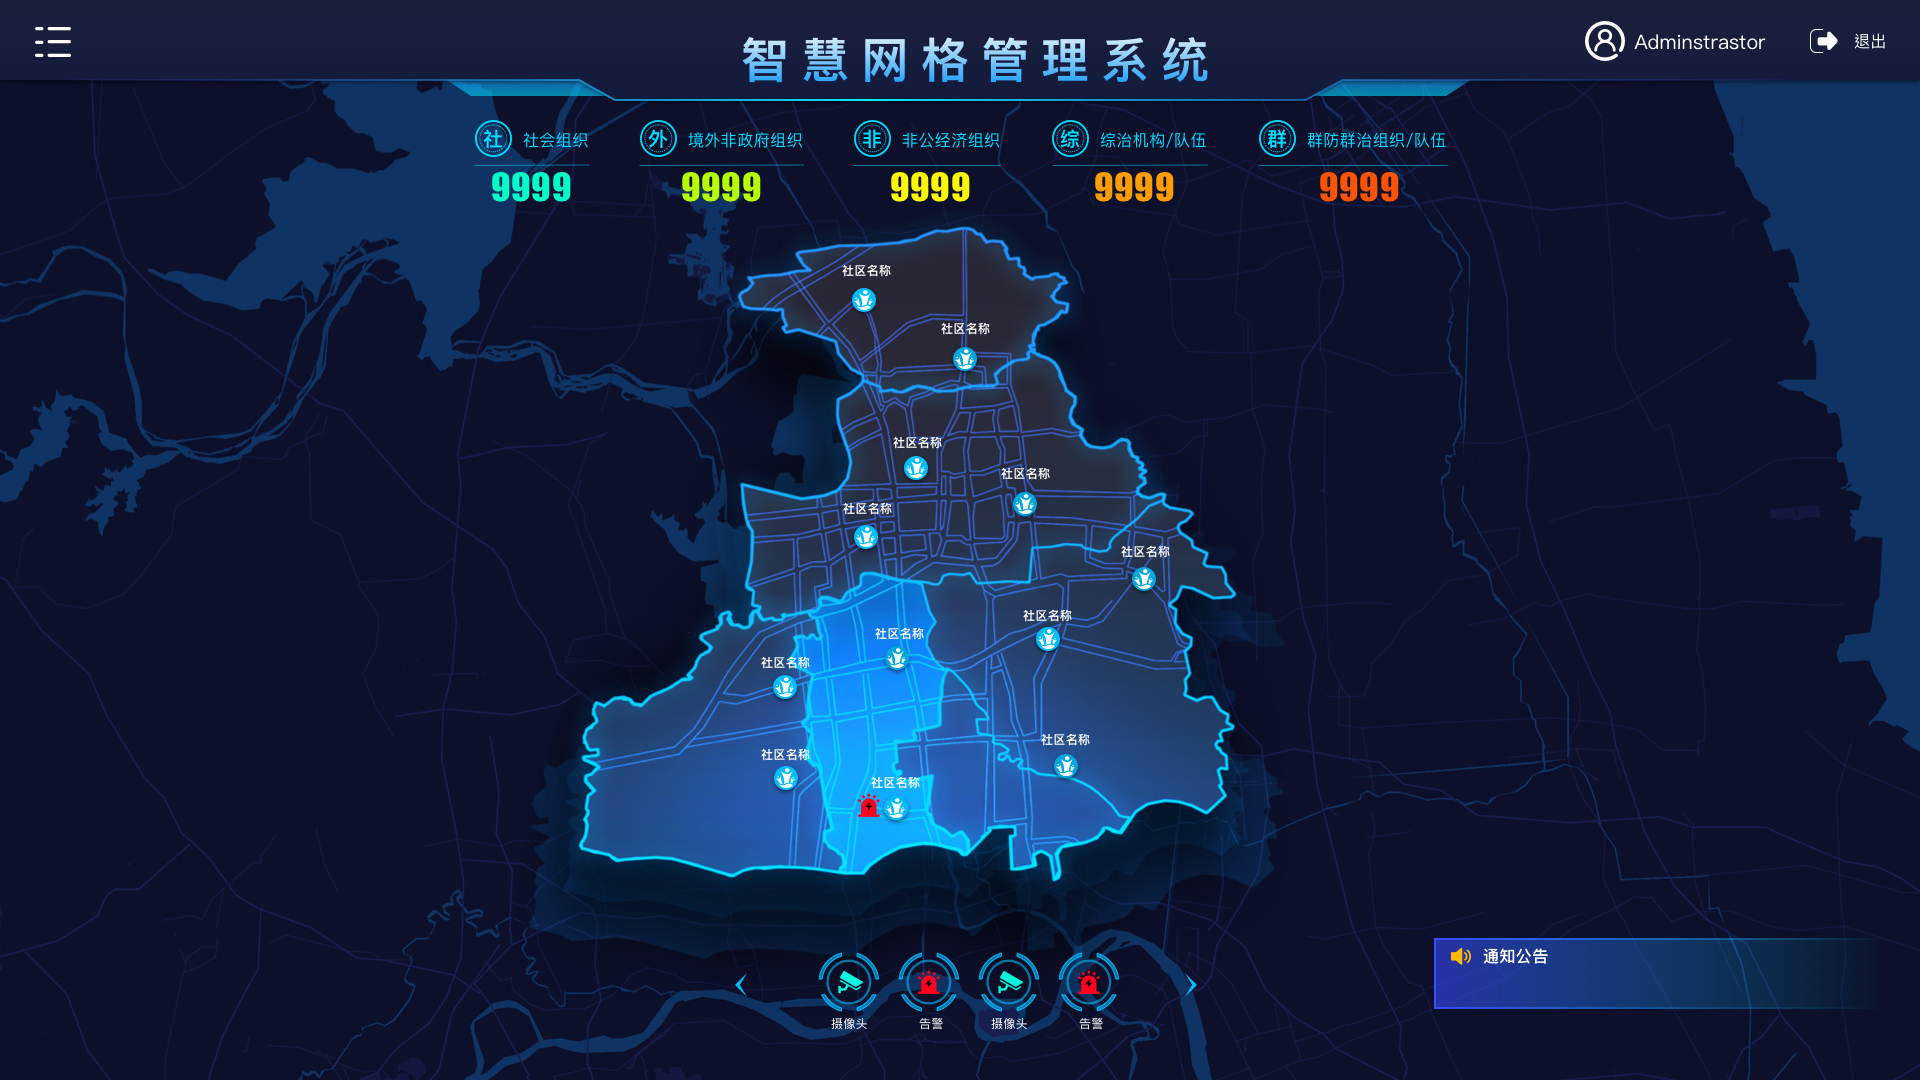 智慧网格管理系统
Adminstrastor
退出
社 社会组织
9999
外 境外非政府组织
9999
非 非公经济组织
9999
综 综治机构/队伍
9999
群 群防群治组织/队伍
9999
社区名称
社区名称
社区名称
社区名称
社区名称
社区名称
社区名称
社区名称
社区名称
社区名称
社区名称
社区名称
摄像头
告警
摄像头
告警
通知公告